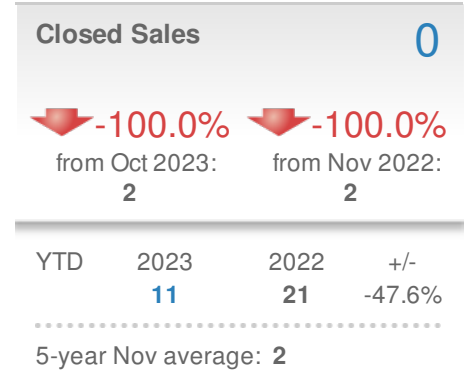 Closed Sales 0
-100.0% -100.0%
from Oct 2023: from Nov 2022:
2 2
YTD 2023 2022 +/-
11 21 -47.6%
5-year Nov average: 2